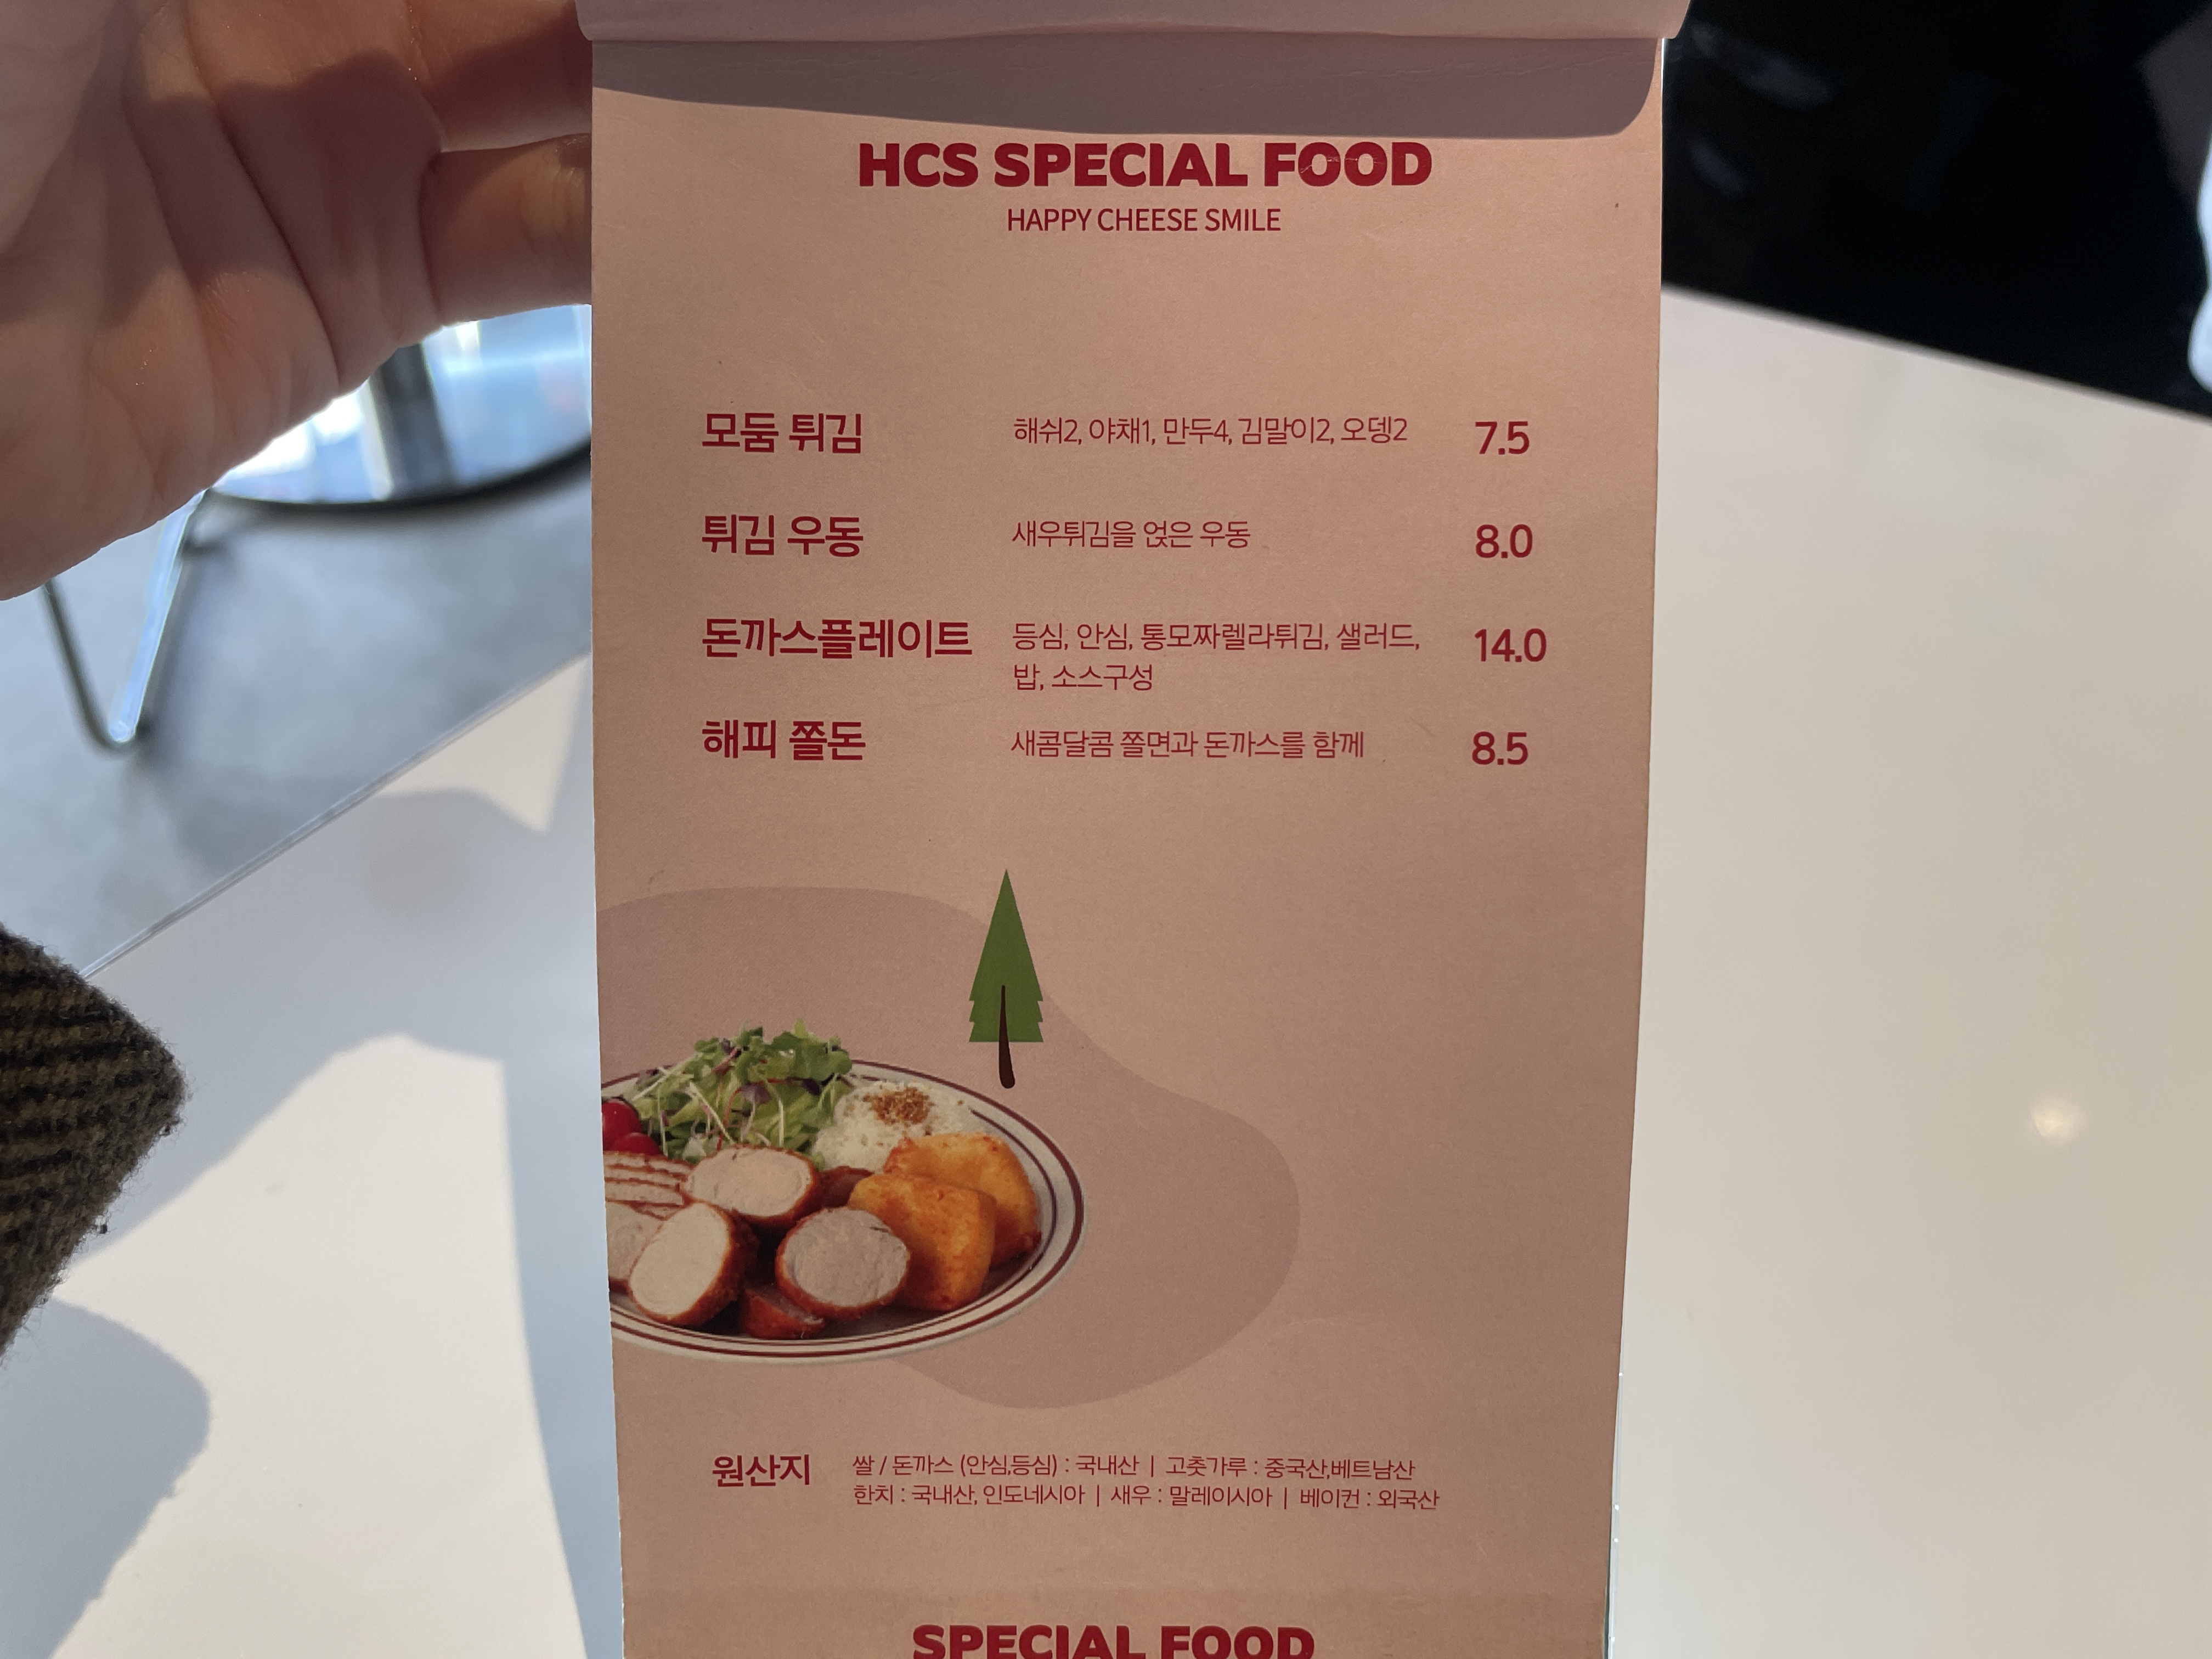 HCS SPECIAL FOOD
HAPPY CHEESE SMILE
모둠 튀김 해쉬2, 야채1, 만두4, 김말이2, 오뎅2 7.5
튀김 우동 새우튀김을 얹은 우동 8.0
돈까스플레이트 등심, 안심, 통모짜렐라튀김, 샐러드, 14.0
밥, 소스구성
해피 쫄돈 새콤달콤 쫄면과 돈까스를 함께 8.5
원산지 쌀 / 돈까스 (안심,등심) : 국내산 | 고춧가루 : 중국산,베트남산
한치 : 국내산, 인도네시아 | 새우 : 말레이시아 | 베이컨 : 외국산
SPECIAL FOOD